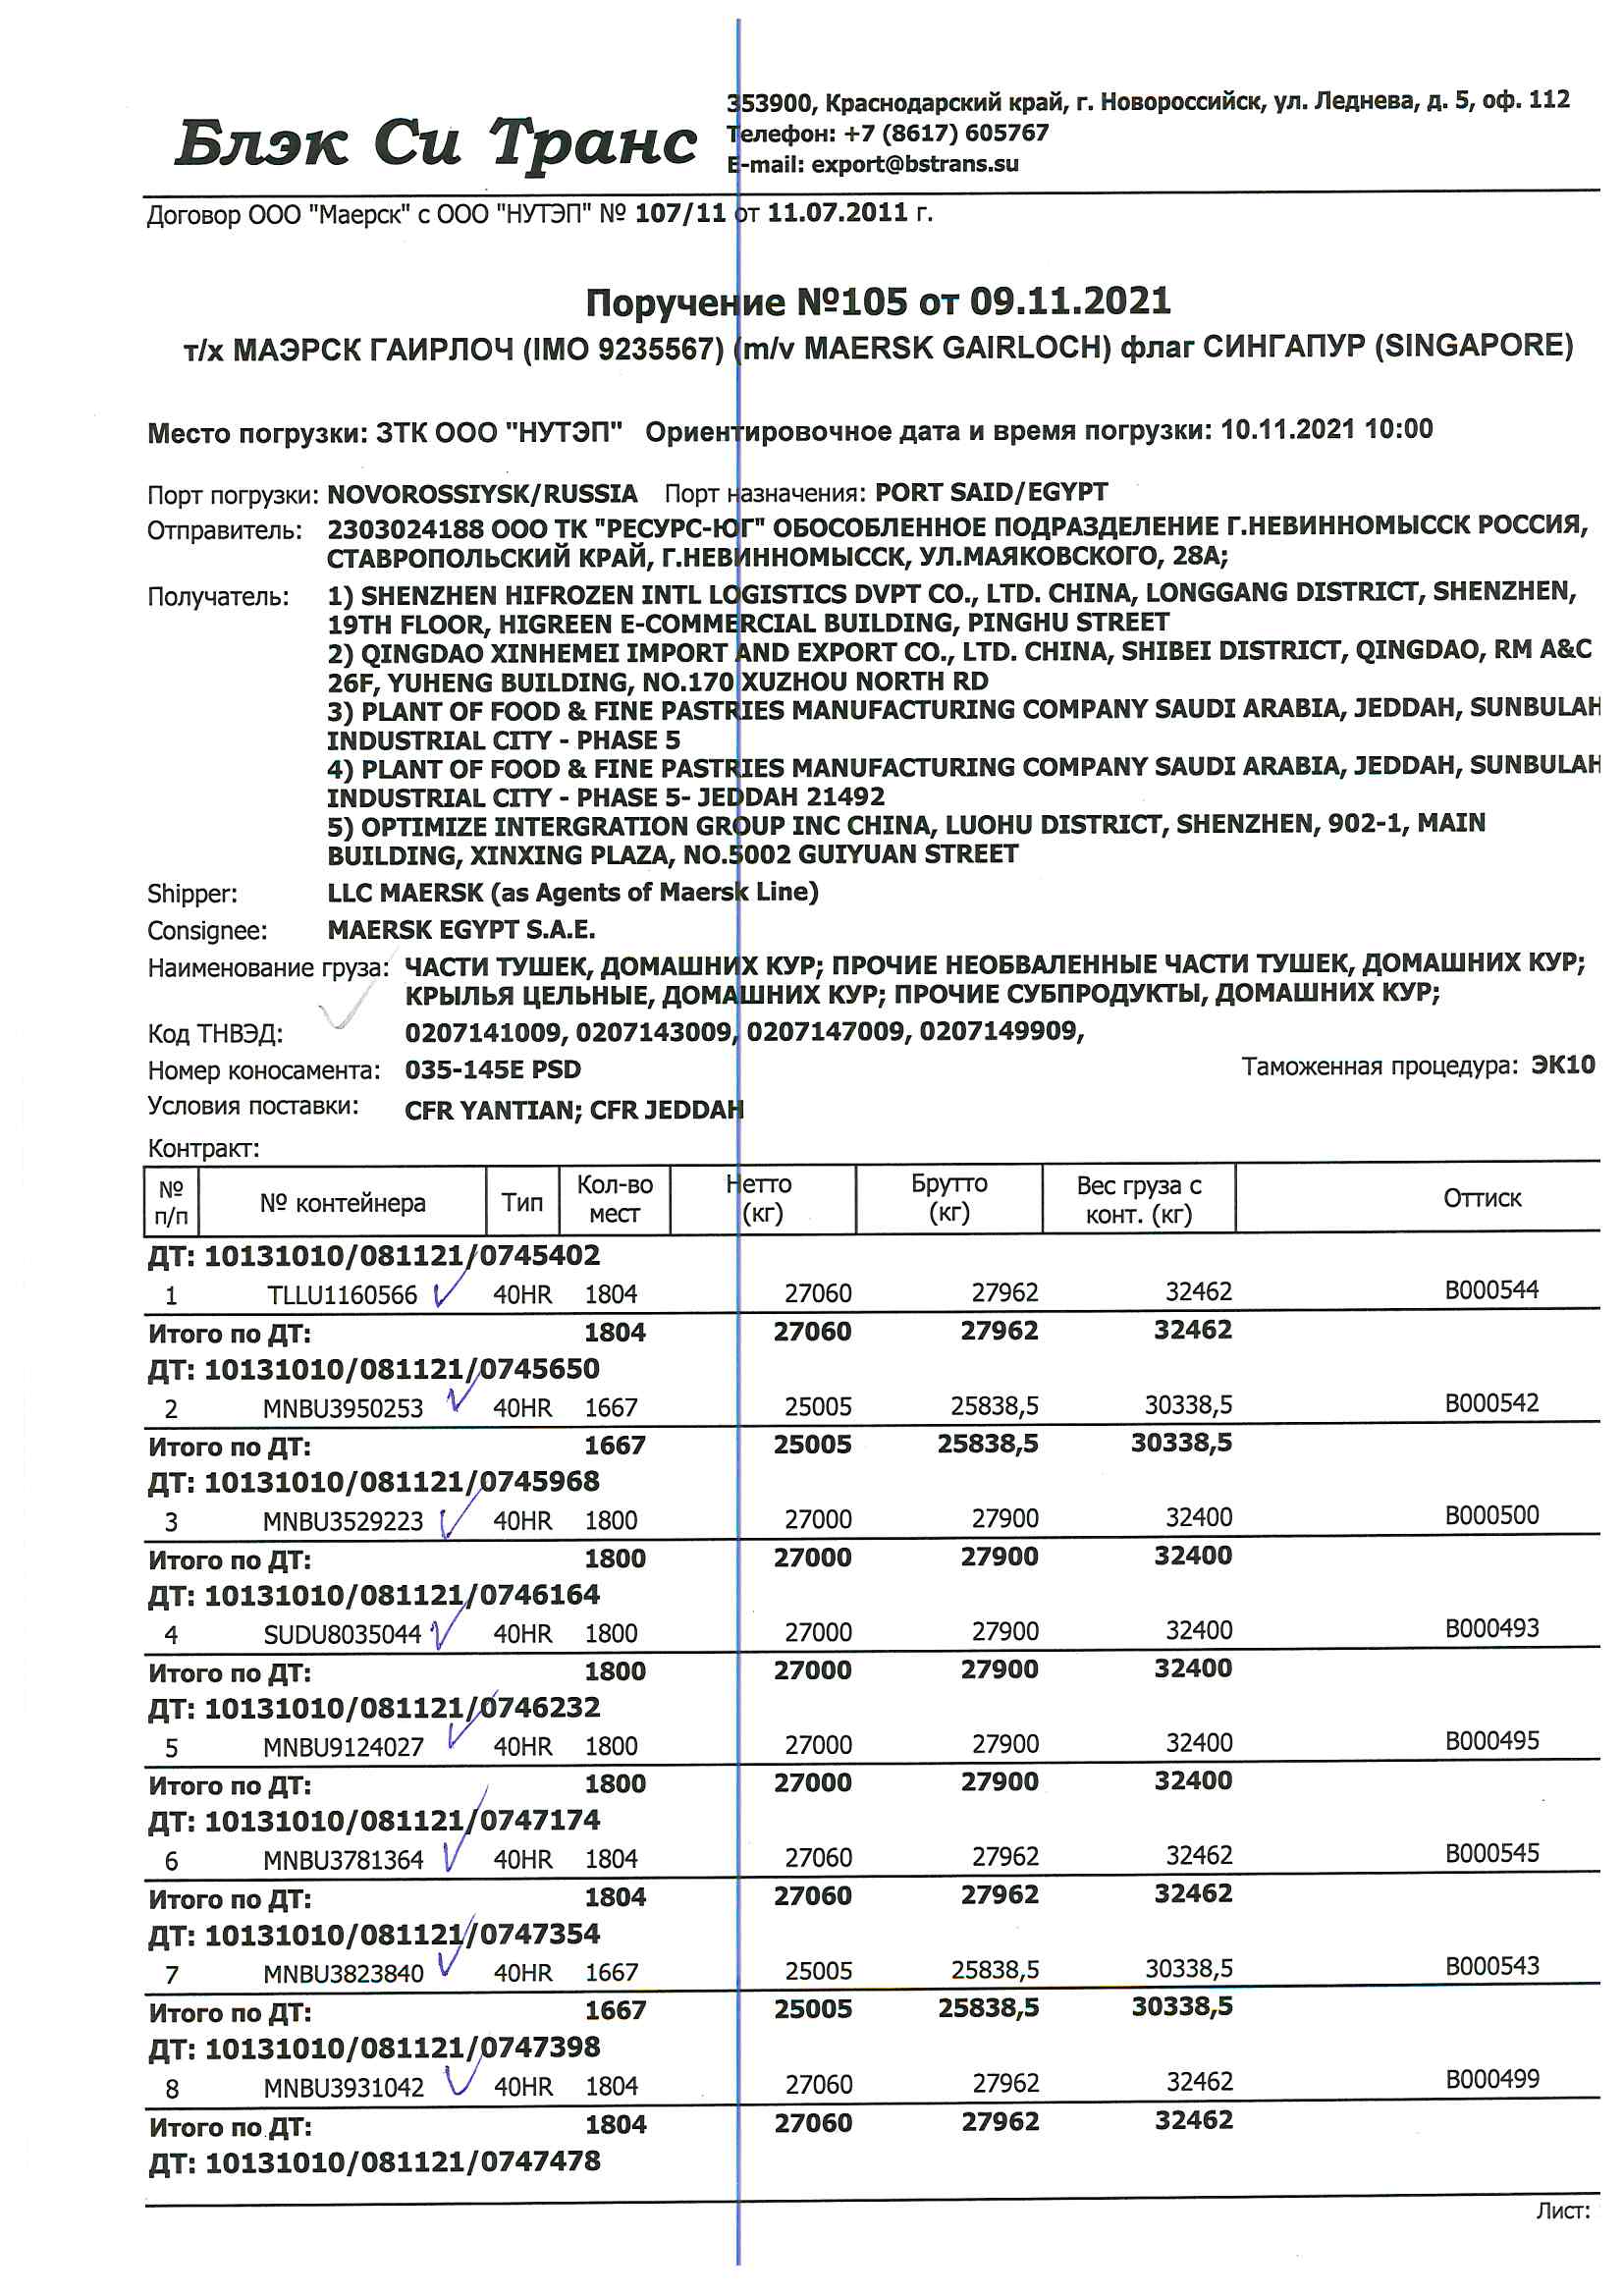 Блэк Си Транс
353900, Краснодарский край, г. Новороссийск, ул. Леднева, д. 5, оф. 112
Телефон: +7 (8617) 605767
E-mail: export@bstrans.su
Договор ООО "Маерск" с ООО "НУТЭП" № 107/11 от 11.07.2011 г.
Поручение №105 от 09.11.2021
т/х МАЭРСК ГАИРЛОЧ (IMO 9235567) (m/v MAERSK GAIRLOCH) флаг СИНГАПУР (SINGAPORE)
Место погрузки: ЗТК ООО "НУТЭП" Ориентировочное дата и время погрузки: 10.11.2021 10:00
Порт погрузки: NOVOROSSIYSK/RUSSIA Порт назначения: PORT SAID/EGYPT
Отправитель: 2303024188 ООО ТК "РЕСУРС-ЮГ" ОБОСОБЛЕННОЕ ПОДРАЗДЕЛЕНИЕ Г.НЕВИННОМЫССК РОССИЯ,
СТАВРОПОЛЬСКИЙ КРАЙ, Г.НЕВИННОМЫССК, УЛ.МАЯКОВСКОГО, 28А;
Получатель: 1) SHENZHEN HIFROZEN INTL LOGISTICS DVPT CO., LTD. CHINA, LONGGANG DISTRICT, SHENZHEN,
19TH FLOOR, HIGREEN E-COMMERCIAL BUILDING, PINGHU STREET
2) QINGDAO XINHEMEI IMPORT AND EXPORT CO., LTD. CHINA, SHIBEI DISTRICT, QINGDAO, RM A&C
26F, YUHENG BUILDING, NO.170 XUZHOU NORTH RD
3) PLANT OF FOOD & FINE PASTRIES MANUFACTURING COMPANY SAUDI ARABIA, JEDDAH, SUNBULAH
INDUSTRIAL CITY - PHASE 5
4) PLANT OF FOOD & FINE PASTRIES MANUFACTURING COMPANY SAUDI ARABIA, JEDDAH, SUNBULAH
INDUSTRIAL CITY - PHASE 5- JEDDAH 21492
5) OPTIMIZE INTERGRATION GROUP INC CHINA, LUOHU DISTRICT, SHENZHEN, 902-1, MAIN
BUILDING, XINXING PLAZA, NO.5002 GUIYUAN STREET
Shipper: LLC MAERSK (as Agents of Maersk Line)
Consignee: MAERSK EGYPT S.A.E.
Наименование груза: ЧАСТИ ТУШЕК, ДОМАШНИХ КУР; ПРОЧИЕ НЕОБВАЛЕННЫЕ ЧАСТИ ТУШЕК, ДОМАШНИХ КУР;
КРЫЛЬЯ ЦЕЛЬНЫЕ, ДОМАШНИХ КУР; ПРОЧИЕ СУБПРОДУКТЫ, ДОМАШНИХ КУР;
Код ТНВЭД: 0207141009, 0207143009, 0207147009, 0207149909,
Номер коносамента: 035-145E PSD Таможенная процедура: ЭК10
Условия поставки: CFR YANTIAN; CFR JEDDAH
Контракт:
№ п/п № контейнера Тип Кол-во мест Нетто (кг) Брутто (кг) Вес груза с конт. (кг) Оттиск
ДТ: 10131010/081121/0745402
1 TLLU1160566 40HR 1804 27060 27962 32462 B000544
Итого по ДТ: 1804 27060 27962 32462
ДТ: 10131010/081121/0745650
2 MNBU3950253 40HR 1667 25005 25838,5 30338,5 B000542
Итого по ДТ: 1667 25005 25838,5 30338,5
ДТ: 10131010/081121/0745968
3 MNBU3529223 40HR 1800 27000 27900 32400 B000500
Итого по ДТ: 1800 27000 27900 32400
ДТ: 10131010/081121/0746164
4 SUDU8035044 40HR 1800 27000 27900 32400 B000493
Итого по ДТ: 1800 27000 27900 32400
ДТ: 10131010/081121/0746232
5 MNBU9124027 40HR 1800 27000 27900 32400 B000495
Итого по ДТ: 1800 27000 27900 32400
ДТ: 10131010/081121/0747174
6 MNBU3781364 40HR 1804 27060 27962 32462 B000545
Итого по ДТ: 1804 27060 27962 32462
ДТ: 10131010/081121/0747354
7 MNBU3823840 40HR 1667 25005 25838,5 30338,5 B000543
Итого по ДТ: 1667 25005 25838,5 30338,5
ДТ: 10131010/081121/0747398
8 MNBU3931042 40HR 1804 27060 27962 32462 B000499
Итого по ДТ: 1804 27060 27962 32462
ДТ: 10131010/081121/0747478
Лист: